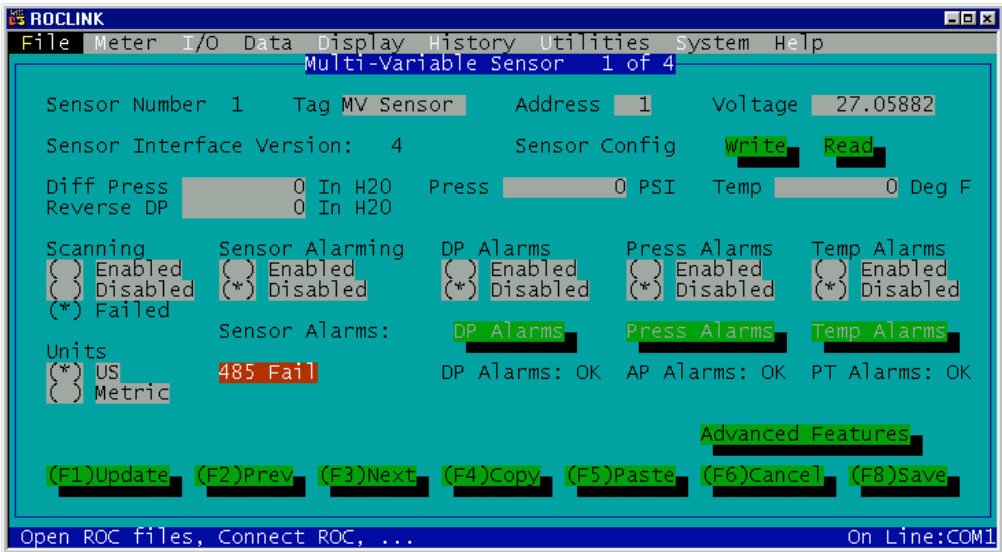 ROCLINK
File Meter I/O Data Display History Utilities System Help
Multi-Variable Sensor 1 of 4
Sensor Number 1 Tag MV Sensor Address 1 Voltage 27.05882
Sensor Interface Version: 4 Sensor Config Write Read
Diff Press 0 In H2O Press 0 PSI Temp 0 Deg F
Reverse DP 0 In H2O
Scanning Sensor Alarming DP Alarms Press Alarms Temp Alarms
( ) Enabled ( ) Enabled ( ) Enabled ( ) Enabled ( ) Enabled
( ) Disabled (*) Disabled (*) Disabled (*) Disabled (*) Disabled
(*) Failed
Sensor Alarms: DP Alarms Press Alarms Temp Alarms
Units
(*) US 485 Fail DP Alarms: OK AP Alarms: OK PT Alarms: OK
( ) Metric
Advanced Features
(F1)Update (F2)Prev (F3)Next (F4)Copy (F5)Paste (F6)Cancel (F8)Save
Open ROC files, Connect ROC, ... On Line:COM1